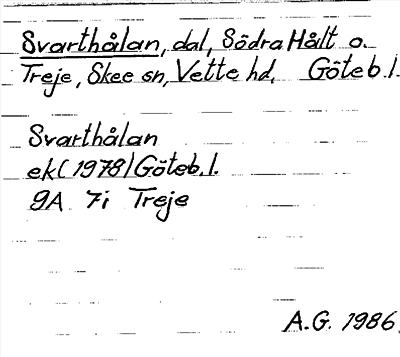 Svarthålan, dal, Södra Hålt o.
Treje, Skee sn, Vette hd, Göteb.l.
Svarthålan
ek (1978) Göteb.l.
9A 7i Treje
A.G. 1986.